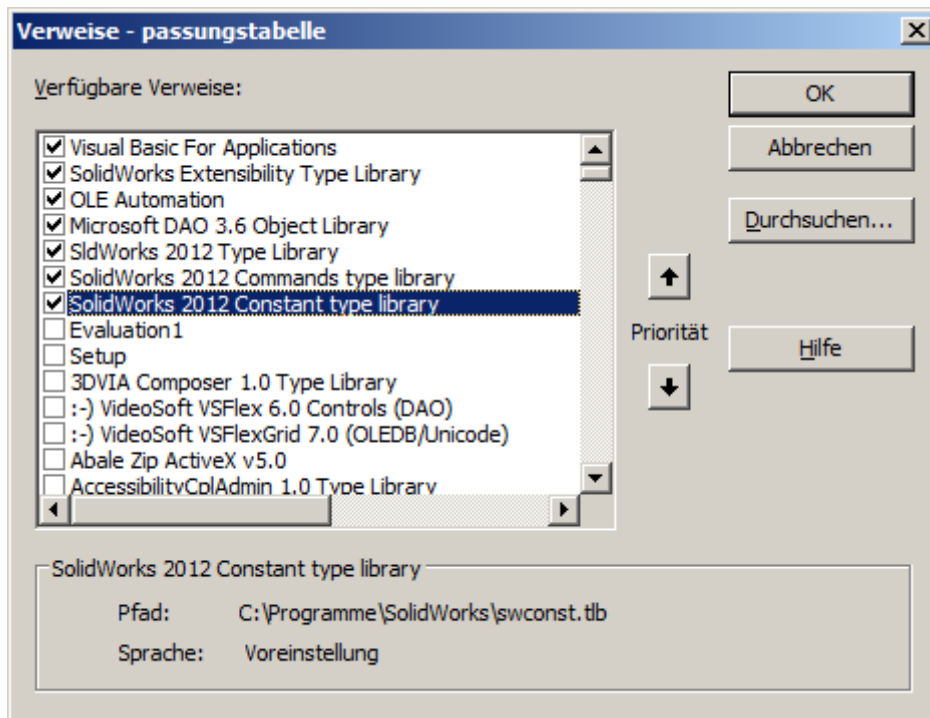 Verweise - passungstabelle
Verfügbare Verweise:
OK
Abbrechen
Durchsuchen...
Priorität
Hilfe
Visual Basic For Applications
SolidWorks Extensibility Type Library
OLE Automation
Microsoft DAO 3.6 Object Library
SldWorks 2012 Type Library
SolidWorks 2012 Commands type library
SolidWorks 2012 Constant type library
Evaluation1
Setup
3DVIA Composer 1.0 Type Library
:-) VideoSoft VSFlex 6.0 Controls (DAO)
:-) VideoSoft VSFlexGrid 7.0 (OLEDB/Unicode)
Abale Zip ActiveX v5.0
AccessibilityCplAdmin 1.0 Type Library
SolidWorks 2012 Constant type library
Pfad: C:\Programme\SolidWorks\swconst.tlb
Sprache: Voreinstellung